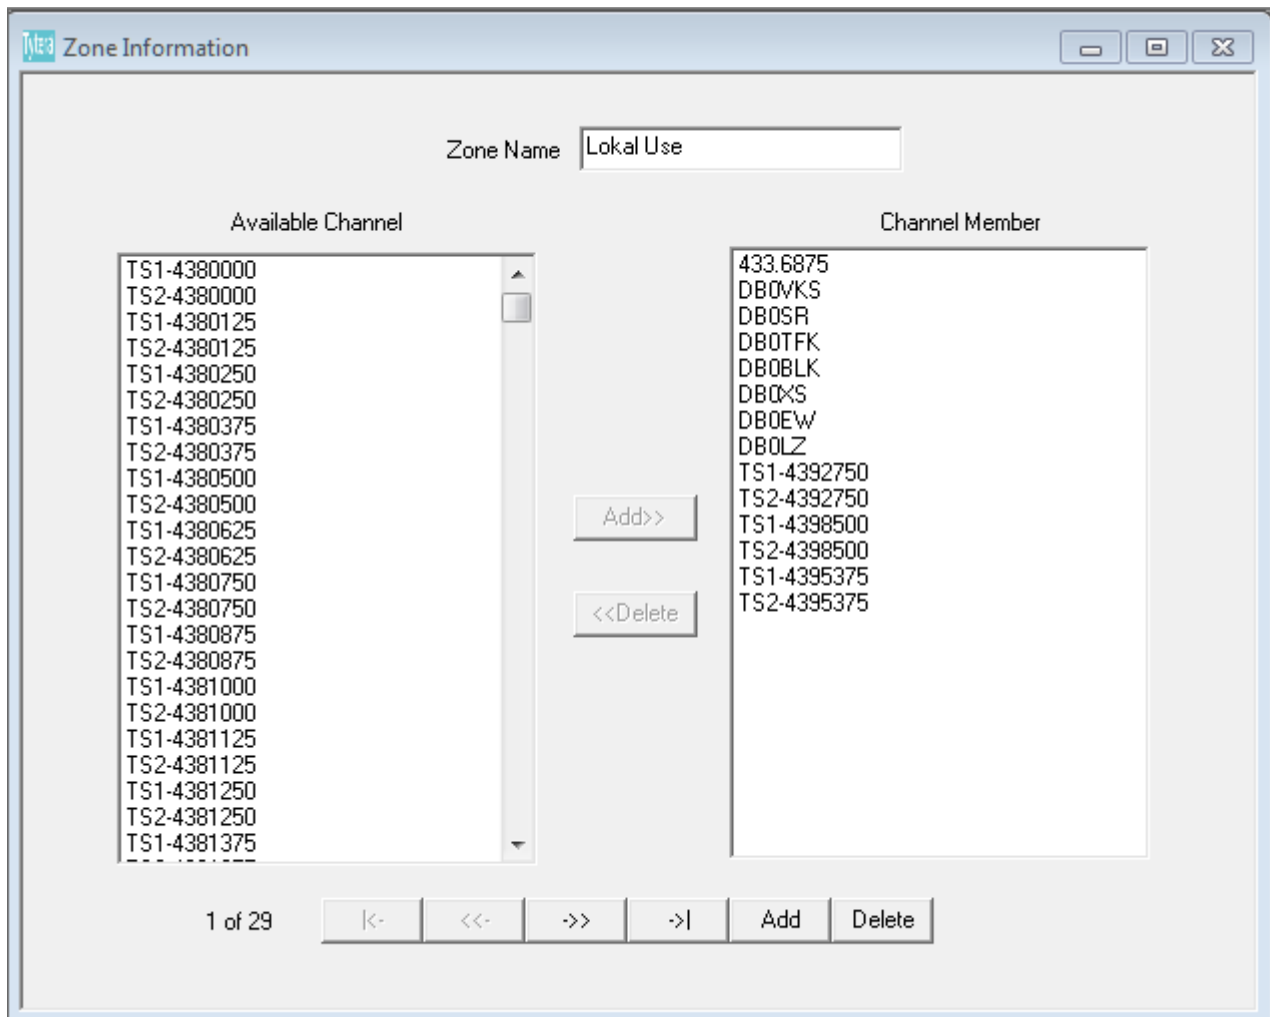 Tytera Zone Information
Zone Name Lokal Use
Available Channel
TS1-4380000
TS2-4380000
TS1-4380125
TS2-4380125
TS1-4380250
TS2-4380250
TS1-4380375
TS2-4380375
TS1-4380500
TS2-4380500
TS1-4380625
TS2-4380625
TS1-4380750
TS2-4380750
TS1-4380875
TS2-4380875
TS1-4381000
TS2-4381000
TS1-4381125
TS2-4381125
TS1-4381250
TS2-4381250
TS1-4381375
Add>>
<<Delete
Channel Member
433.6875
DB0VKS
DB0SR
DB0TFK
DB0BLK
DB0XS
DB0EW
DB0LZ
TS1-4392750
TS2-4392750
TS1-4398500
TS2-4398500
TS1-4395375
TS2-4395375
1 of 29 |<- <<- ->> ->| Add Delete